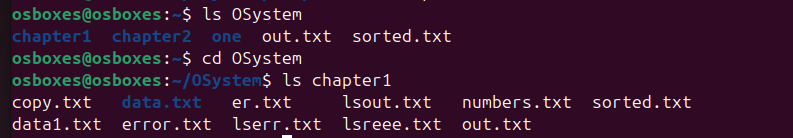 osboxes@osboxes:~$ ls OSystem
chapter1  chapter2  one  out.txt  sorted.txt
osboxes@osboxes:~$ cd OSystem
osboxes@osboxes:~/OSystem$ ls chapter1
copy.txt   data.txt   er.txt     lsout.txt   numbers.txt  sorted.txt
data1.txt  error.txt  lserr.txt  lsreee.txt  out.txt